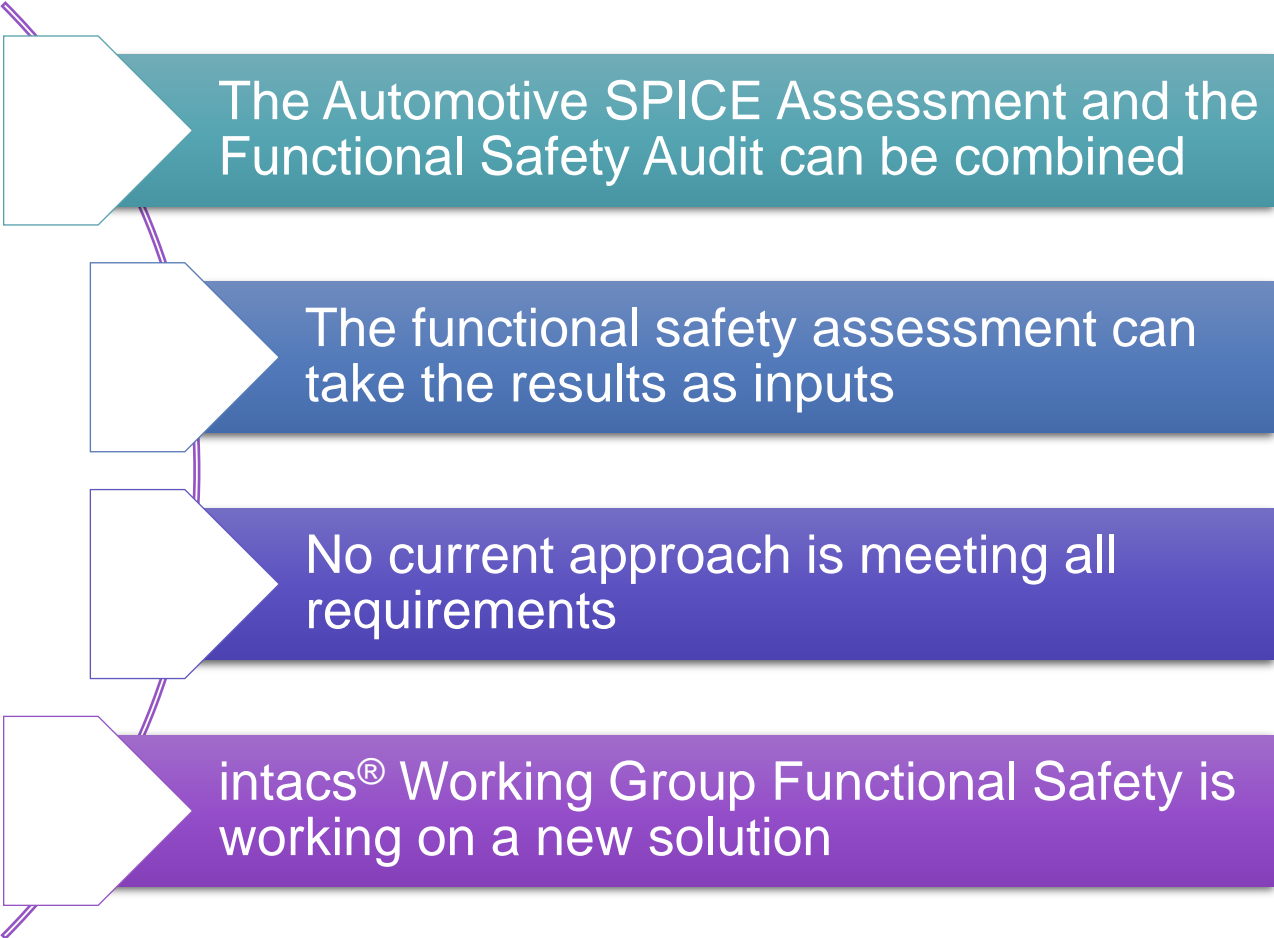 The Automotive SPICE Assessment and the
Functional Safety Audit can be combined
The functional safety assessment can
take the results as inputs
No current approach is meeting all
requirements
intacs® Working Group Functional Safety is
working on a new solution